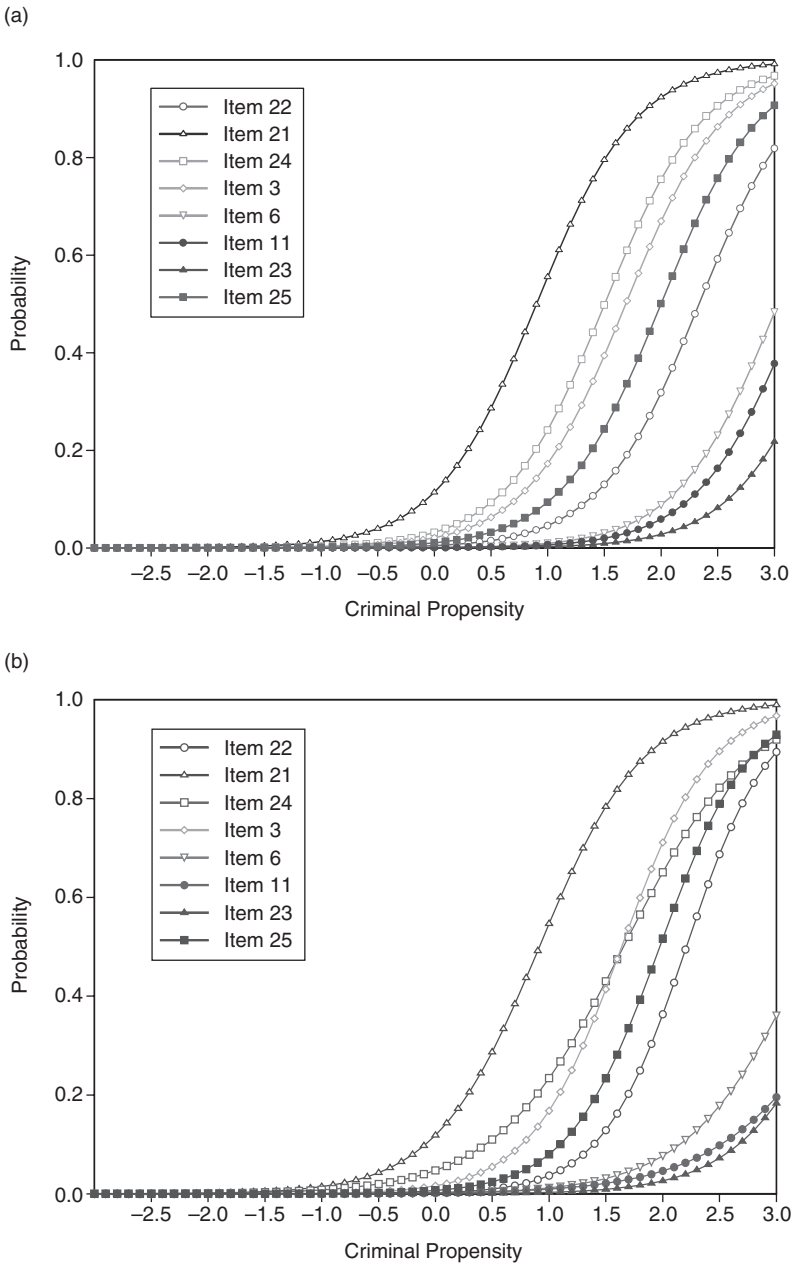 (a)
1.0
0.8
0.6
0.4
0.2
0.0
Probability
Item 22
Item 21
Item 24
Item 3
Item 6
Item 11
Item 23
Item 25
–2.5 –2.0 –1.5 –1.0 –0.5 0.0 0.5 1.0 1.5 2.0 2.5 3.0
Criminal Propensity
(b)
1.0
0.8
0.6
0.4
0.2
0.0
Probability
Item 22
Item 21
Item 24
Item 3
Item 6
Item 11
Item 23
Item 25
–2.5 –2.0 –1.5 –1.0 –0.5 0.0 0.5 1.0 1.5 2.0 2.5 3.0
Criminal Propensity